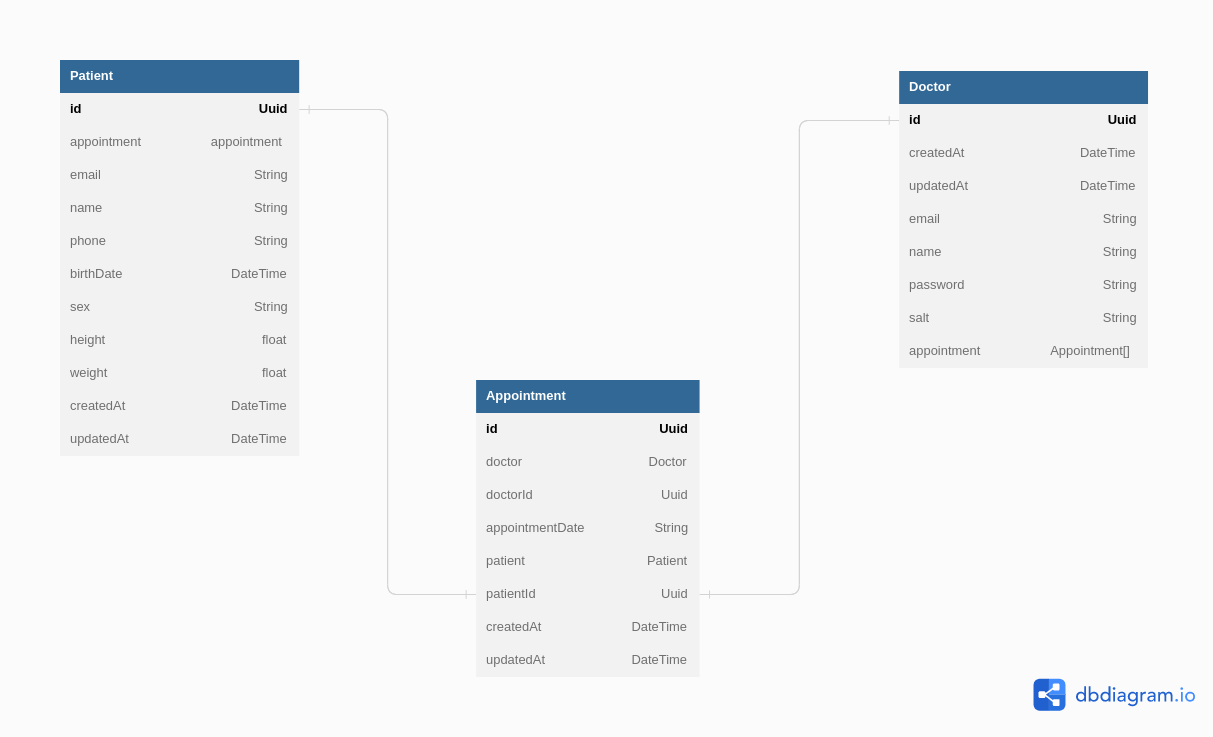 Patient
id Uuid
appointment appointment
email String
name String
phone String
birthDate DateTime
sex String
height float
weight float
createdAt DateTime
updatedAt DateTime
Doctor
id Uuid
createdAt DateTime
updatedAt DateTime
email String
name String
password String
salt String
appointment Appointment[]
Appointment
id Uuid
doctor Doctor
doctorId Uuid
appointmentDate String
patient Patient
patientId Uuid
createdAt DateTime
updatedAt DateTime
dbdiagram.io